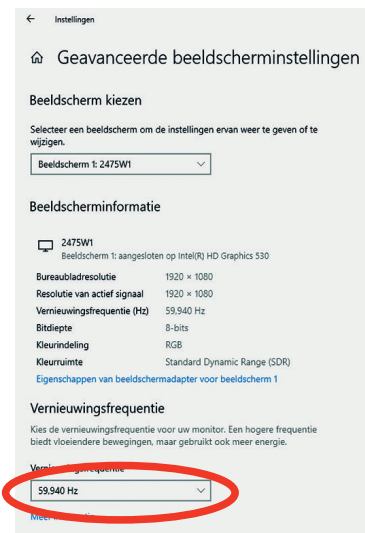 Instellingen
Geavanceerde beeldscherminstellingen
Beeldscherm kiezen
Selecteer een beeldscherm om de instellingen ervan weer te geven of te
wijzigen.
Beeldscherm 1: 2475W1
Beeldscherminformatie
2475W1
Beeldscherm 1: aangesloten op Intel(R) HD Graphics 530
Bureaubladresolutie 1920 × 1080
Resolutie van actief signaal 1920 × 1080
Vernieuwingsfrequentie (Hz) 59,940 Hz
Bitdiepte 8-bits
Kleurindeling RGB
Kleurruimte Standard Dynamic Range (SDR)
Eigenschappen van beeldschermadapter voor beeldscherm 1
Vernieuwingsfrequentie
Kies de vernieuwingsfrequentie voor uw monitor. Een hogere frequentie
biedt vloeiendere bewegingen, maar gebruikt ook meer energie.
Vernieuwingsfrequentie
59,940 Hz
Meer